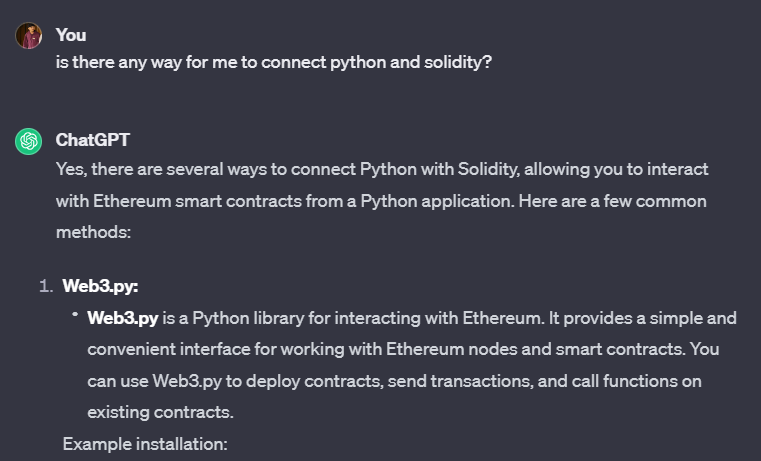 You
is there any way for me to connect python and solidity?
ChatGPT
Yes, there are several ways to connect Python with Solidity, allowing you to interact
with Ethereum smart contracts from a Python application. Here are a few common
methods:
1. Web3.py:
• Web3.py is a Python library for interacting with Ethereum. It provides a simple and
convenient interface for working with Ethereum nodes and smart contracts. You
can use Web3.py to deploy contracts, send transactions, and call functions on
existing contracts.
Example installation: